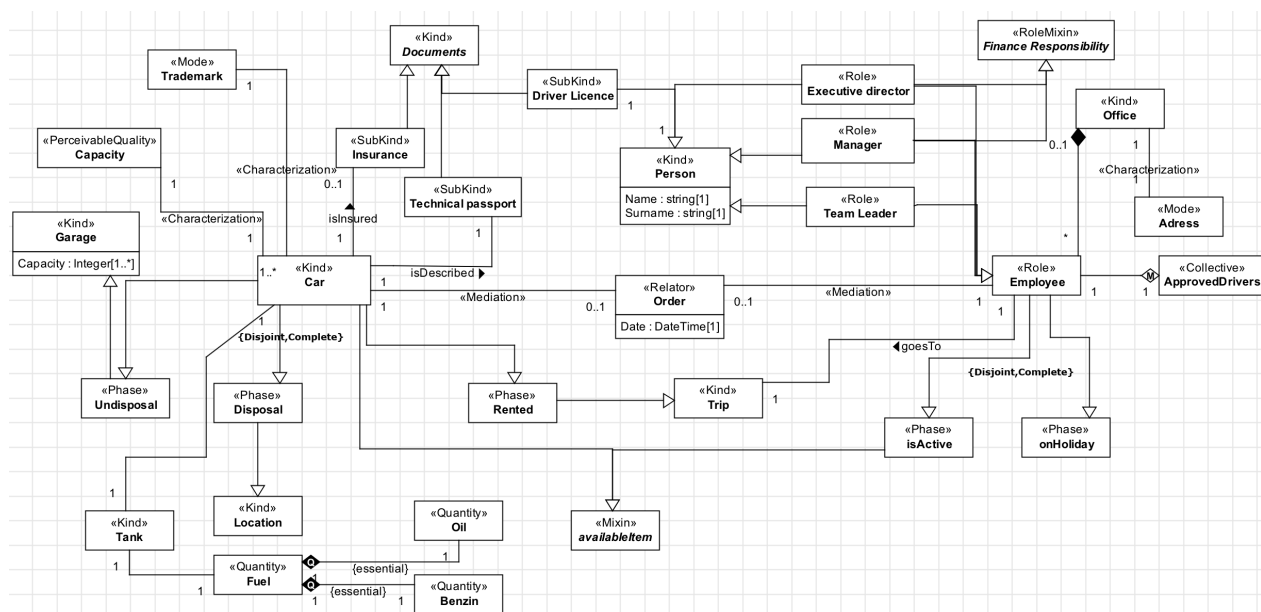 «Kind»
Documents
«RoleMixin»
Finance Responsibility
«Mode»
Trademark
1
«SubKind»
Driver Licence
1
«Role»
Executive director
«Kind»
Office
«PerceivableQuality»
Capacity
1
«SubKind»
Insurance
«Characterization»
0..1
1
«Role»
Manager
0..1
1
«Characterization»
1
«Kind»
Person
Name : string[1]
Surname : string[1]
«SubKind»
Technical passport
1
«Role»
Team Leader
«Mode»
Adress
«Kind»
Garage
Capacity : Integer[1..*]
«Characterization»
1
1
isInsured
1
*
«Kind»
Car
1..*
isDescribed
1
1
«Mediation»
0..1
«Relator»
Order
Date : DateTime[1]
0..1
«Mediation»
1
«Role»
Employee
1
1
M
1
«Collective»
ApprovedDrivers
1
{Disjoint,Complete}
goesTo
{Disjoint,Complete}
«Phase»
Undisposal
«Phase»
Disposal
«Phase»
Rented
«Kind»
Trip
1
«Phase»
isActive
«Phase»
onHoliday
1
«Kind»
Tank
«Kind»
Location
«Quantity»
Oil
1
«Mixin»
availableItem
1
1
«Quantity»
Fuel
Q
{essential}
1
Q
{essential}
1
1
«Quantity»
Benzin